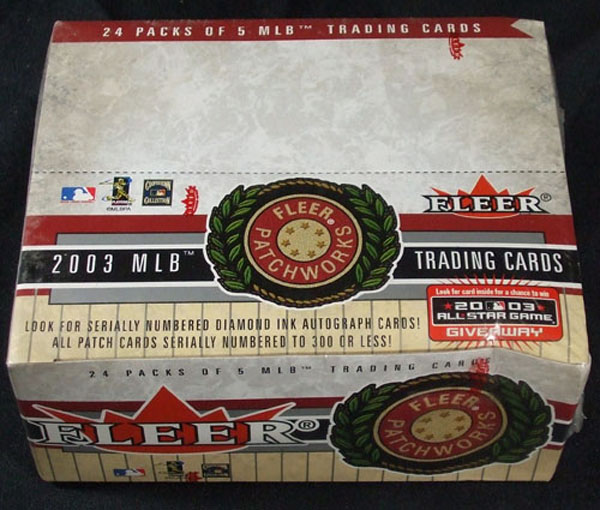 24 PACKS OF 5 MLB™ TRADING CARDS
FLEER®
FLEER®
PATCHWORKS
2003 MLB™
TRADING CARDS
Look for card inside for a chance to win
2003
ALL STAR GAME
GIVEAWAY
LOOK FOR SERIALLY NUMBERED DIAMOND INK AUTOGRAPH CARDS!
ALL PATCH CARDS SERIALLY NUMBERED TO 300 OR LESS!
24 PACKS OF 5 MLB™ TRADING CARDS
FLEER®
FLEER®
PATCHWORKS